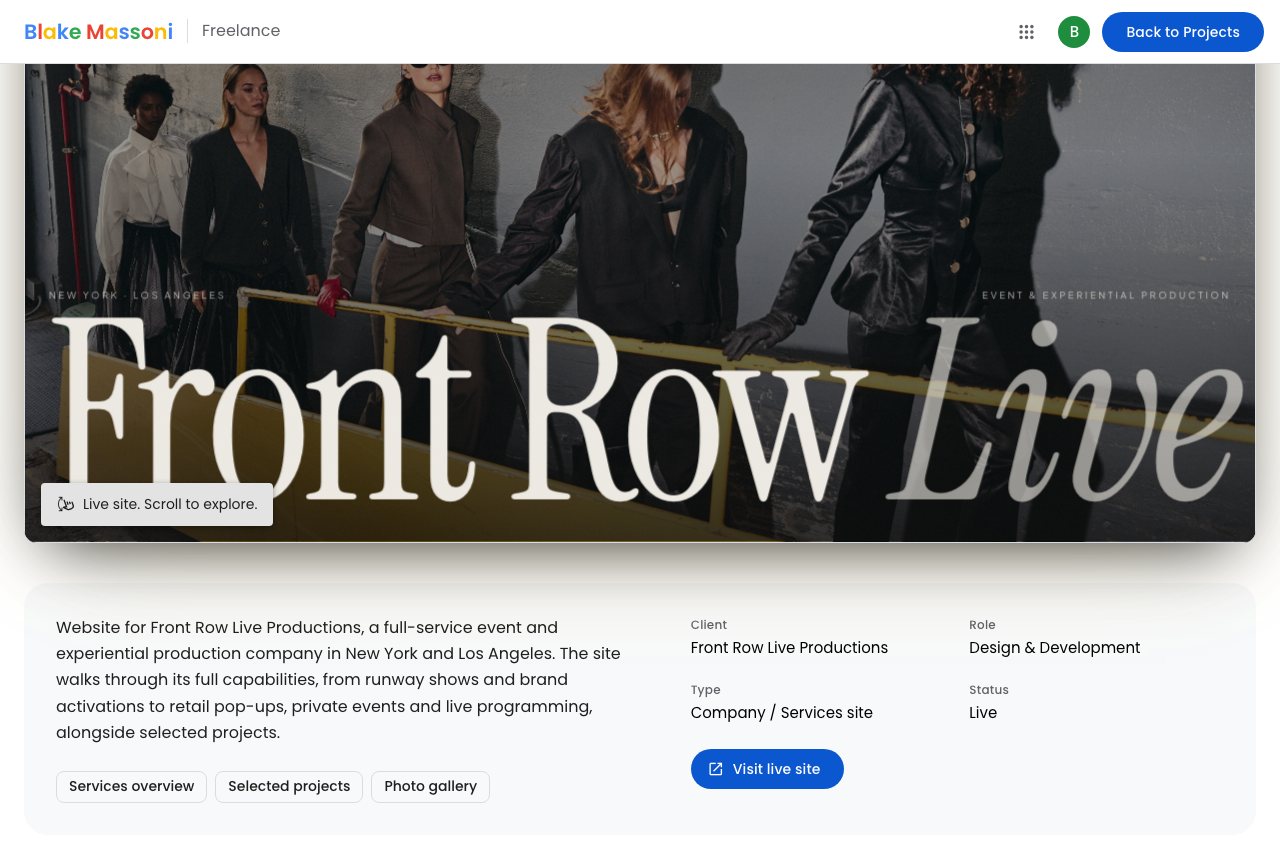 Blake Massoni
Freelance
B
Back to Projects
NEW YORK · LOS ANGELES
EVENT & EXPERIENTIAL PRODUCTION
Front Row Live
Live site. Scroll to explore.
Website for Front Row Live Productions, a full-service event and
experiential production company in New York and Los Angeles. The site
walks through its full capabilities, from runway shows and brand
activations to retail pop-ups, private events and live programming,
alongside selected projects.
Services overview
Selected projects
Photo gallery
Client
Front Row Live Productions
Role
Design & Development
Type
Company / Services site
Status
Live
Visit live site